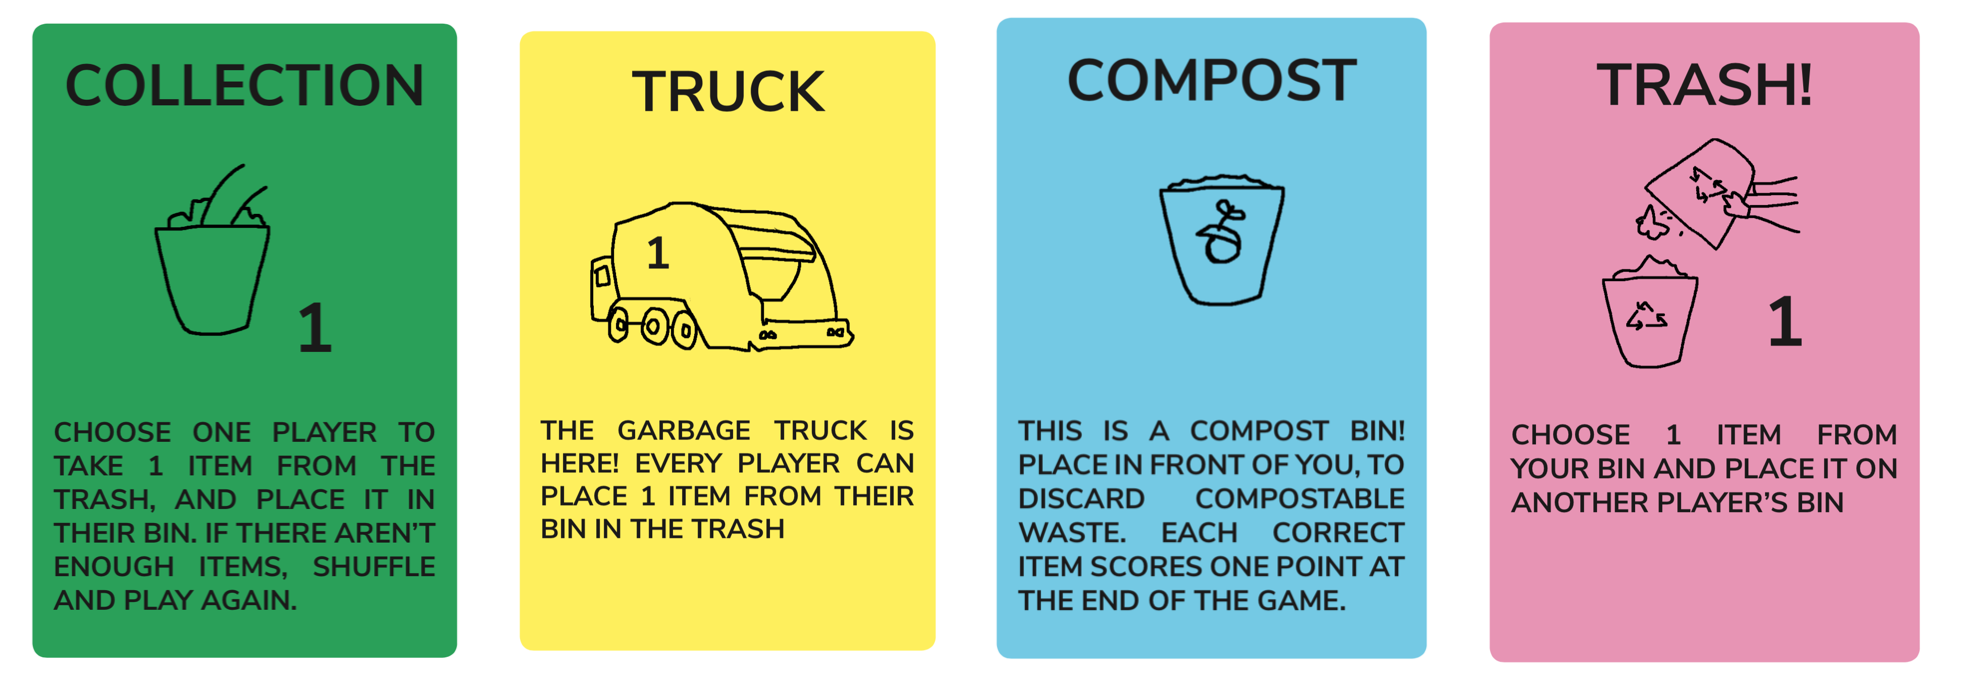 COLLECTION
1
CHOOSE ONE PLAYER TO
TAKE 1 ITEM FROM THE
TRASH, AND PLACE IT IN
THEIR BIN. IF THERE AREN'T
ENOUGH ITEMS, SHUFFLE
AND PLAY AGAIN.
TRUCK
1
THE GARBAGE TRUCK IS
HERE! EVERY PLAYER CAN
PLACE 1 ITEM FROM THEIR
BIN IN THE TRASH
COMPOST
THIS IS A COMPOST BIN!
PLACE IN FRONT OF YOU, TO
DISCARD COMPOSTABLE
WASTE. EACH CORRECT
ITEM SCORES ONE POINT AT
THE END OF THE GAME.
TRASH!
1
CHOOSE 1 ITEM FROM
YOUR BIN AND PLACE IT ON
ANOTHER PLAYER'S BIN